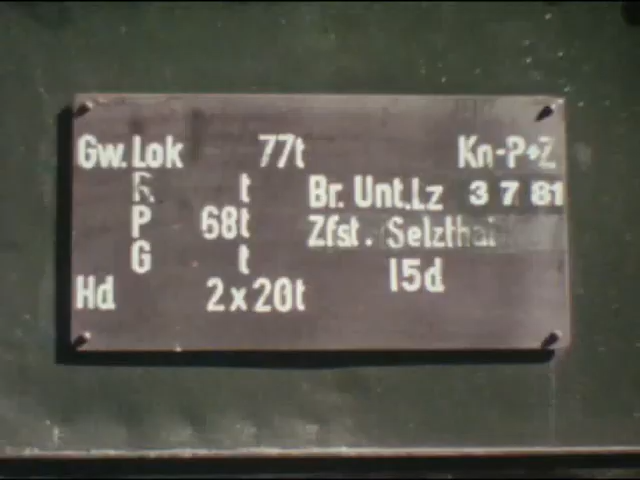 Gw. Lok 77t Kn-P+Z
R t Br. Unt. Lz 3 7 81
P 68t Zfst. Selzthal
G t 15d
Hd 2x20t